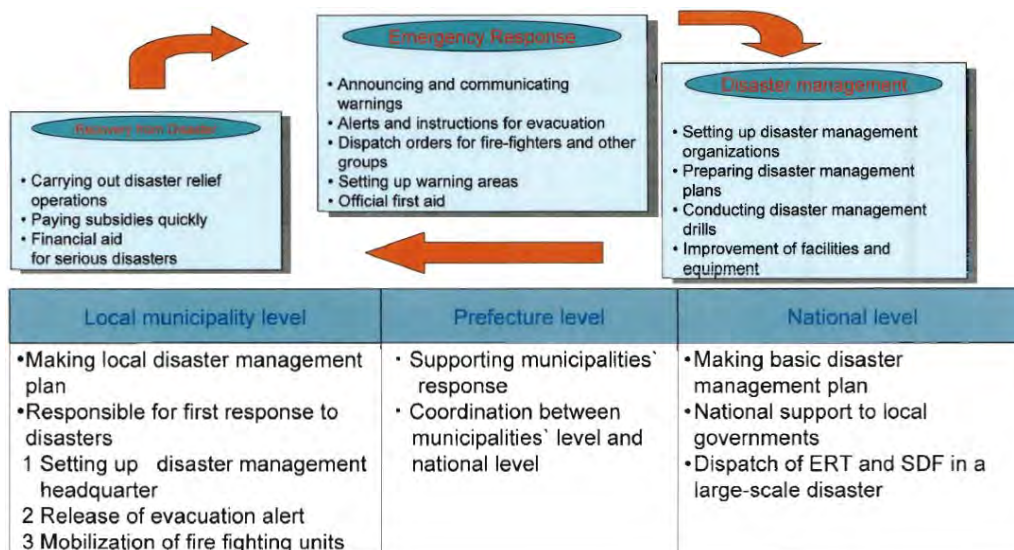 Emergency Response
• Announcing and communicating
warnings
• Alerts and instructions for evacuation
• Dispatch orders for fire-fighters and other
groups
• Setting up warning areas
• Official first aid
Disaster management
• Setting up disaster management
organizations
• Preparing disaster management
plans
• Conducting disaster management
drills
• Improvement of facilities and
equipment
Recovery from Disaster
• Carrying out disaster relief
operations
• Paying subsidies quickly
• Financial aid
for serious disasters
Local municipality level
•Making local disaster management
plan
•Responsible for first response to
disasters
1 Setting up disaster management
headquarter
2 Release of evacuation alert
3 Mobilization of fire fighting units
Prefecture level
・ Supporting municipalities`
response
・ Coordination between
municipalities` level and
national level
National level
•Making basic disaster
management plan
•National support to local
governments
•Dispatch of ERT and SDF in a
large-scale disaster